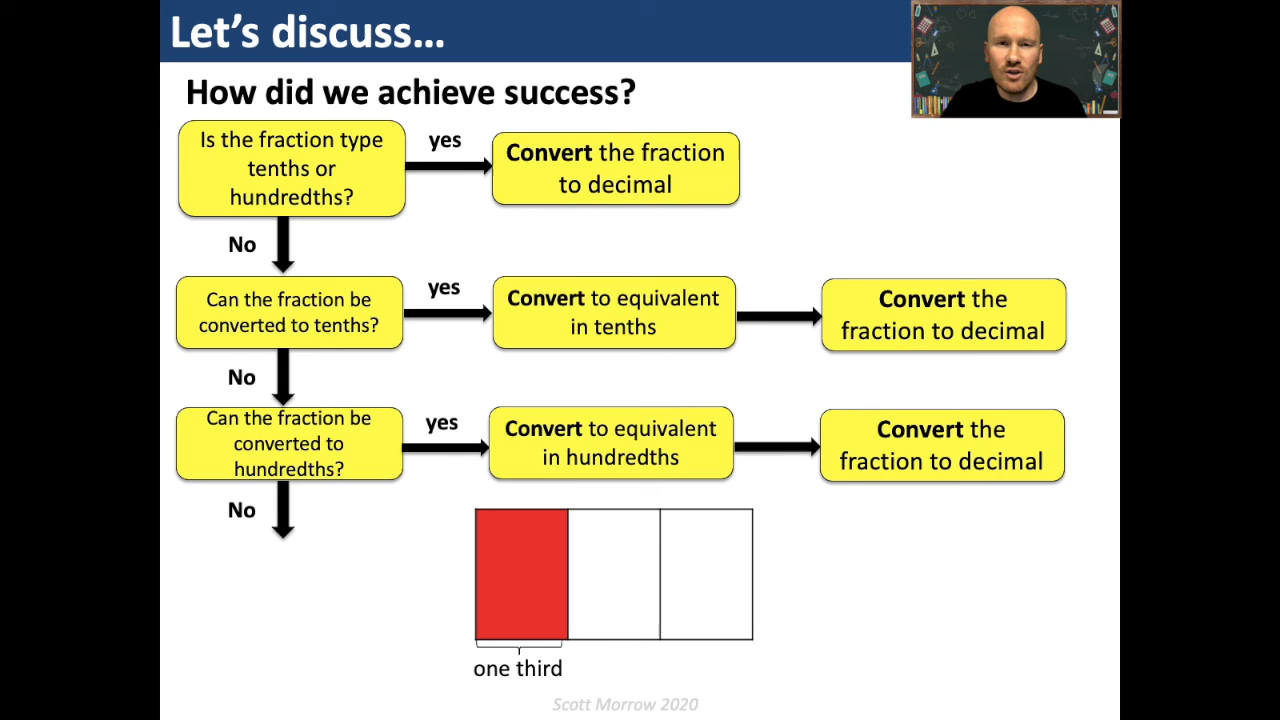 Let's discuss...
How did we achieve success?
Is the fraction type
tenths or
hundredths?
yes
Convert the fraction
to decimal
No
Can the fraction be
converted to tenths?
yes
Convert to equivalent
in tenths
Convert the
fraction to decimal
No
Can the fraction be
converted to
hundredths?
yes
Convert to equivalent
in hundredths
Convert the
fraction to decimal
No
one third
Scott Morrow 2020